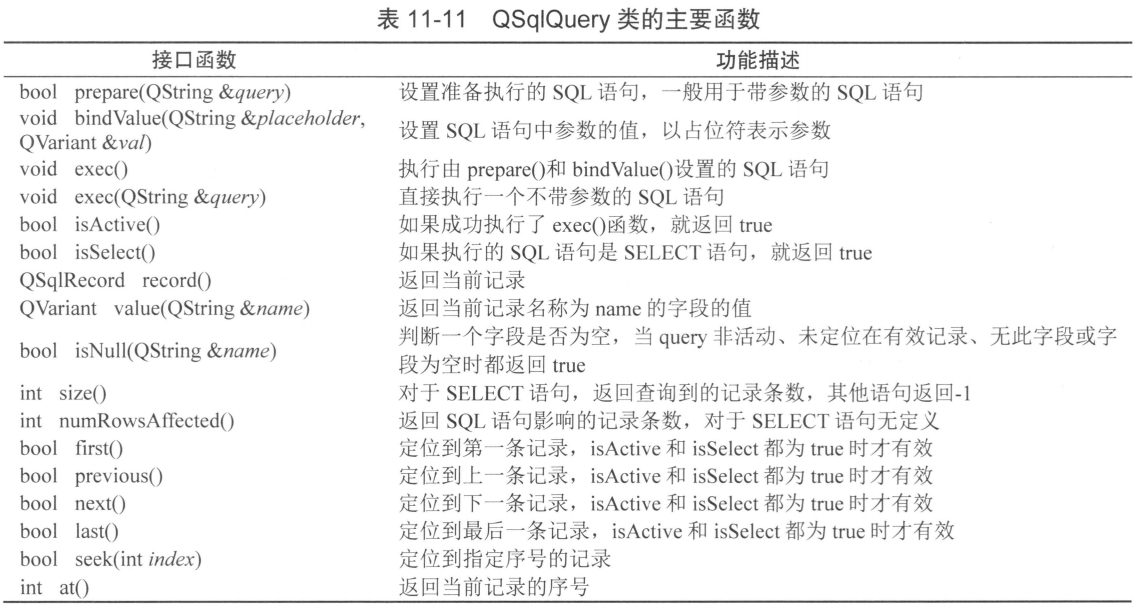 表 11-11 QSqlQuery 类的主要函数
接口函数 功能描述
bool prepare(QString &query) 设置准备执行的 SQL 语句，一般用于带参数的 SQL 语句
void bindValue(QString &placeholder,
QVariant &val) 设置 SQL 语句中参数的值，以占位符表示参数
void exec() 执行由 prepare()和 bindValue()设置的 SQL 语句
void exec(QString &query) 直接执行一个不带参数的 SQL 语句
bool isActive() 如果成功执行了 exec()函数，就返回 true
bool isSelect() 如果执行的 SQL 语句是 SELECT 语句，就返回 true
QSqlRecord record() 返回当前记录
QVariant value(QString &name) 返回当前记录名称为 name 的字段的值
bool isNull(QString &name) 判断一个字段是否为空，当 query 非活动、未定位在有效记录、无此字段或字
段为空时都返回 true
int size() 对于 SELECT 语句，返回查询到的记录条数，其他语句返回-1
int numRowsAffected() 返回 SQL 语句影响的记录条数，对于 SELECT 语句无定义
bool first() 定位到第一条记录，isActive 和 isSelect 都为 true 时才有效
bool previous() 定位到上一条记录，isActive 和 isSelect 都为 true 时才有效
bool next() 定位到下一条记录，isActive 和 isSelect 都为 true 时才有效
bool last() 定位到最后一条记录，isActive 和 isSelect 都为 true 时才有效
bool seek(int index) 定位到指定序号的记录
int at() 返回当前记录的序号